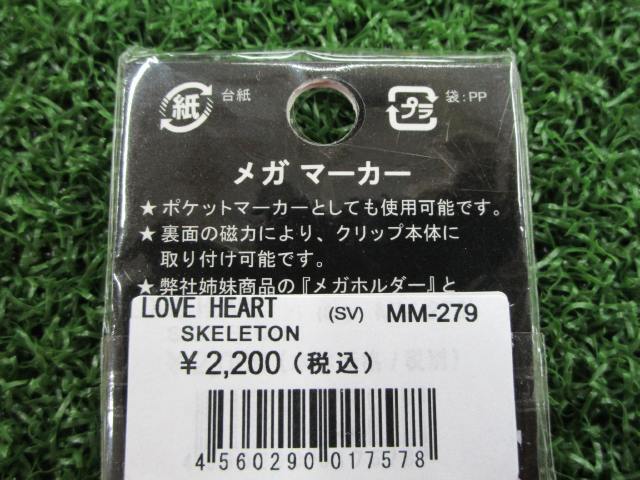 紙 台紙
プラ 袋:PP
メガ マーカー
★ ポケットマーカーとしても使用可能です。
★ 裏面の磁力により、クリップ本体に
取り付け可能です。
★ 弊社姉妹商品の『メガホルダー』と
LOVE HEART (SV) MM-279
SKELETON
¥2,200(税込)
4 560290 017578